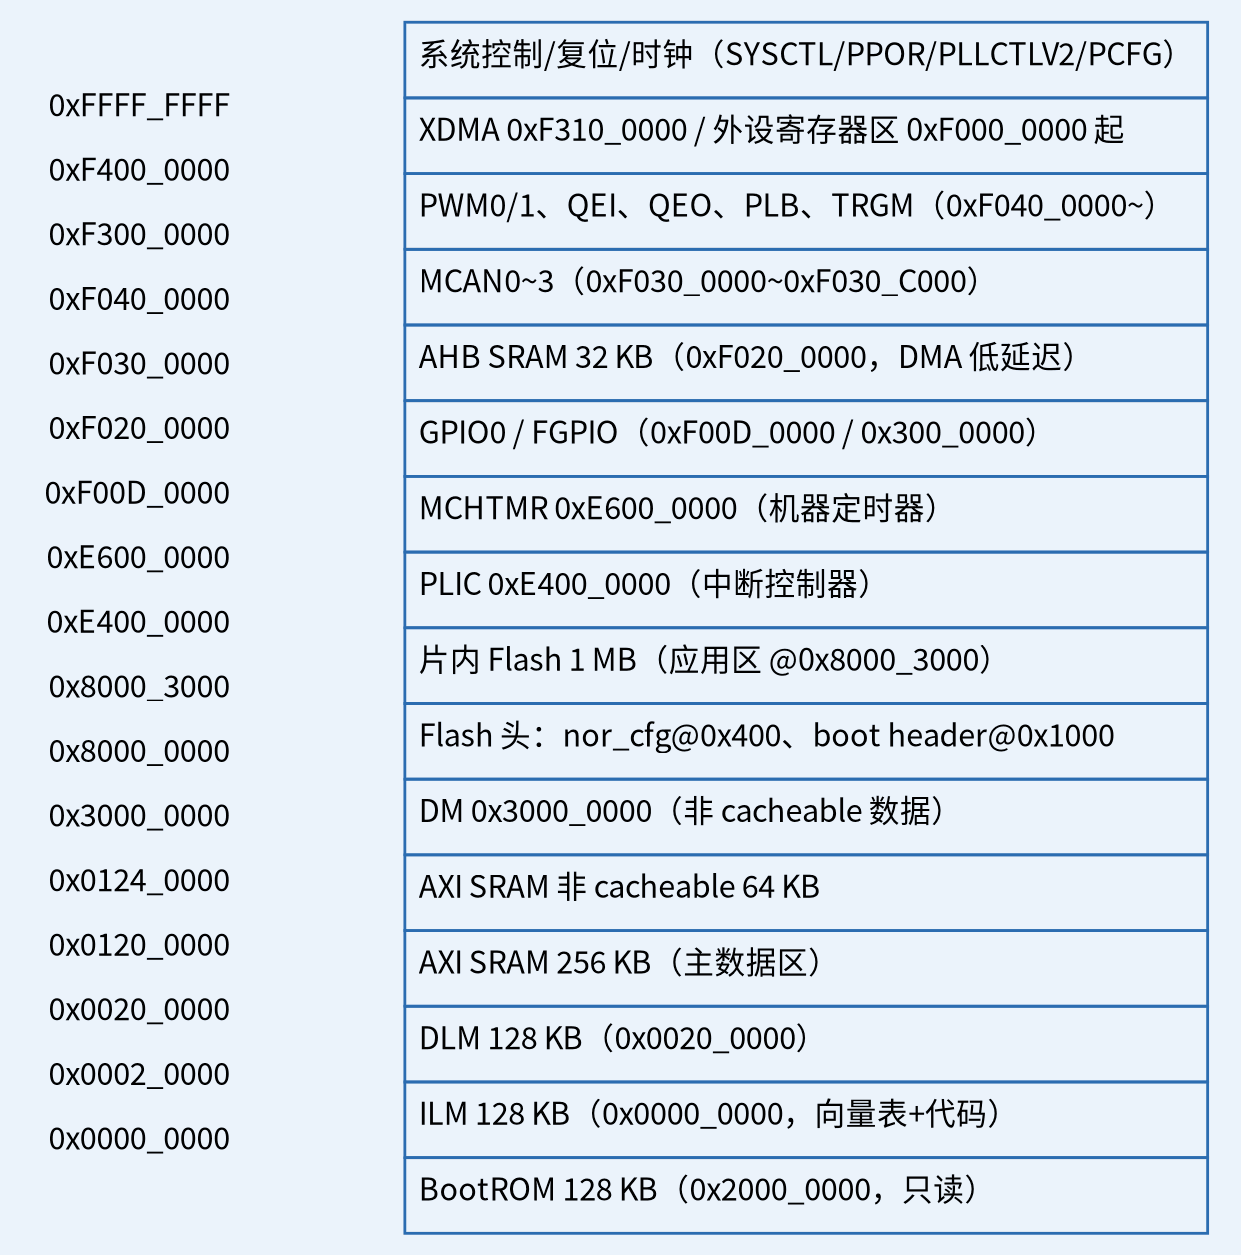 系统控制/复位/时钟（SYSCTL/PPOR/PLLCTLV2/PCFG）
0xFFFF_FFFF
XDMA 0xF310_0000 / 外设寄存器区 0xF000_0000 起
0xF400_0000
PWM0/1、QEI、QEO、PLB、TRGM（0xF040_0000~）
0xF300_0000
MCAN0~3（0xF030_0000~0xF030_C000）
0xF040_0000
AHB SRAM 32 KB（0xF020_0000，DMA 低延迟）
0xF030_0000
GPIO0 / FGPIO（0xF00D_0000 / 0x300_0000）
0xF020_0000
0xF00D_0000
MCHTMR 0xE600_0000（机器定时器）
0xE600_0000
PLIC 0xE400_0000（中断控制器）
0xE400_0000
片内 Flash 1 MB（应用区 @0x8000_3000）
0x8000_3000
Flash 头：nor_cfg@0x400、boot header@0x1000
0x8000_0000
DM 0x3000_0000（非 cacheable 数据）
0x3000_0000
AXI SRAM 非 cacheable 64 KB
0x0124_0000
0x0120_0000
AXI SRAM 256 KB（主数据区）
0x0020_0000
DLM 128 KB（0x0020_0000）
0x0002_0000
ILM 128 KB（0x0000_0000，向量表+代码）
0x0000_0000
BootROM 128 KB（0x2000_0000，只读）